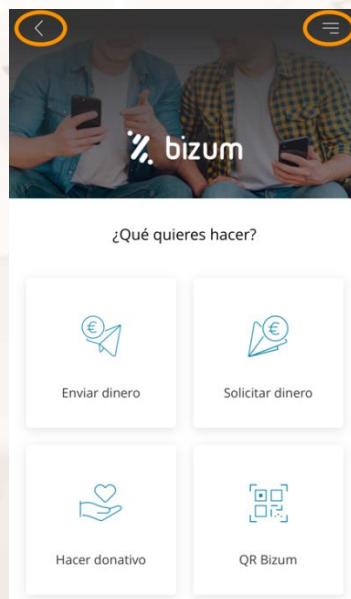 bizum
¿Qué quieres hacer?
Enviar dinero
Solicitar dinero
Hacer donativo
QR Bizum